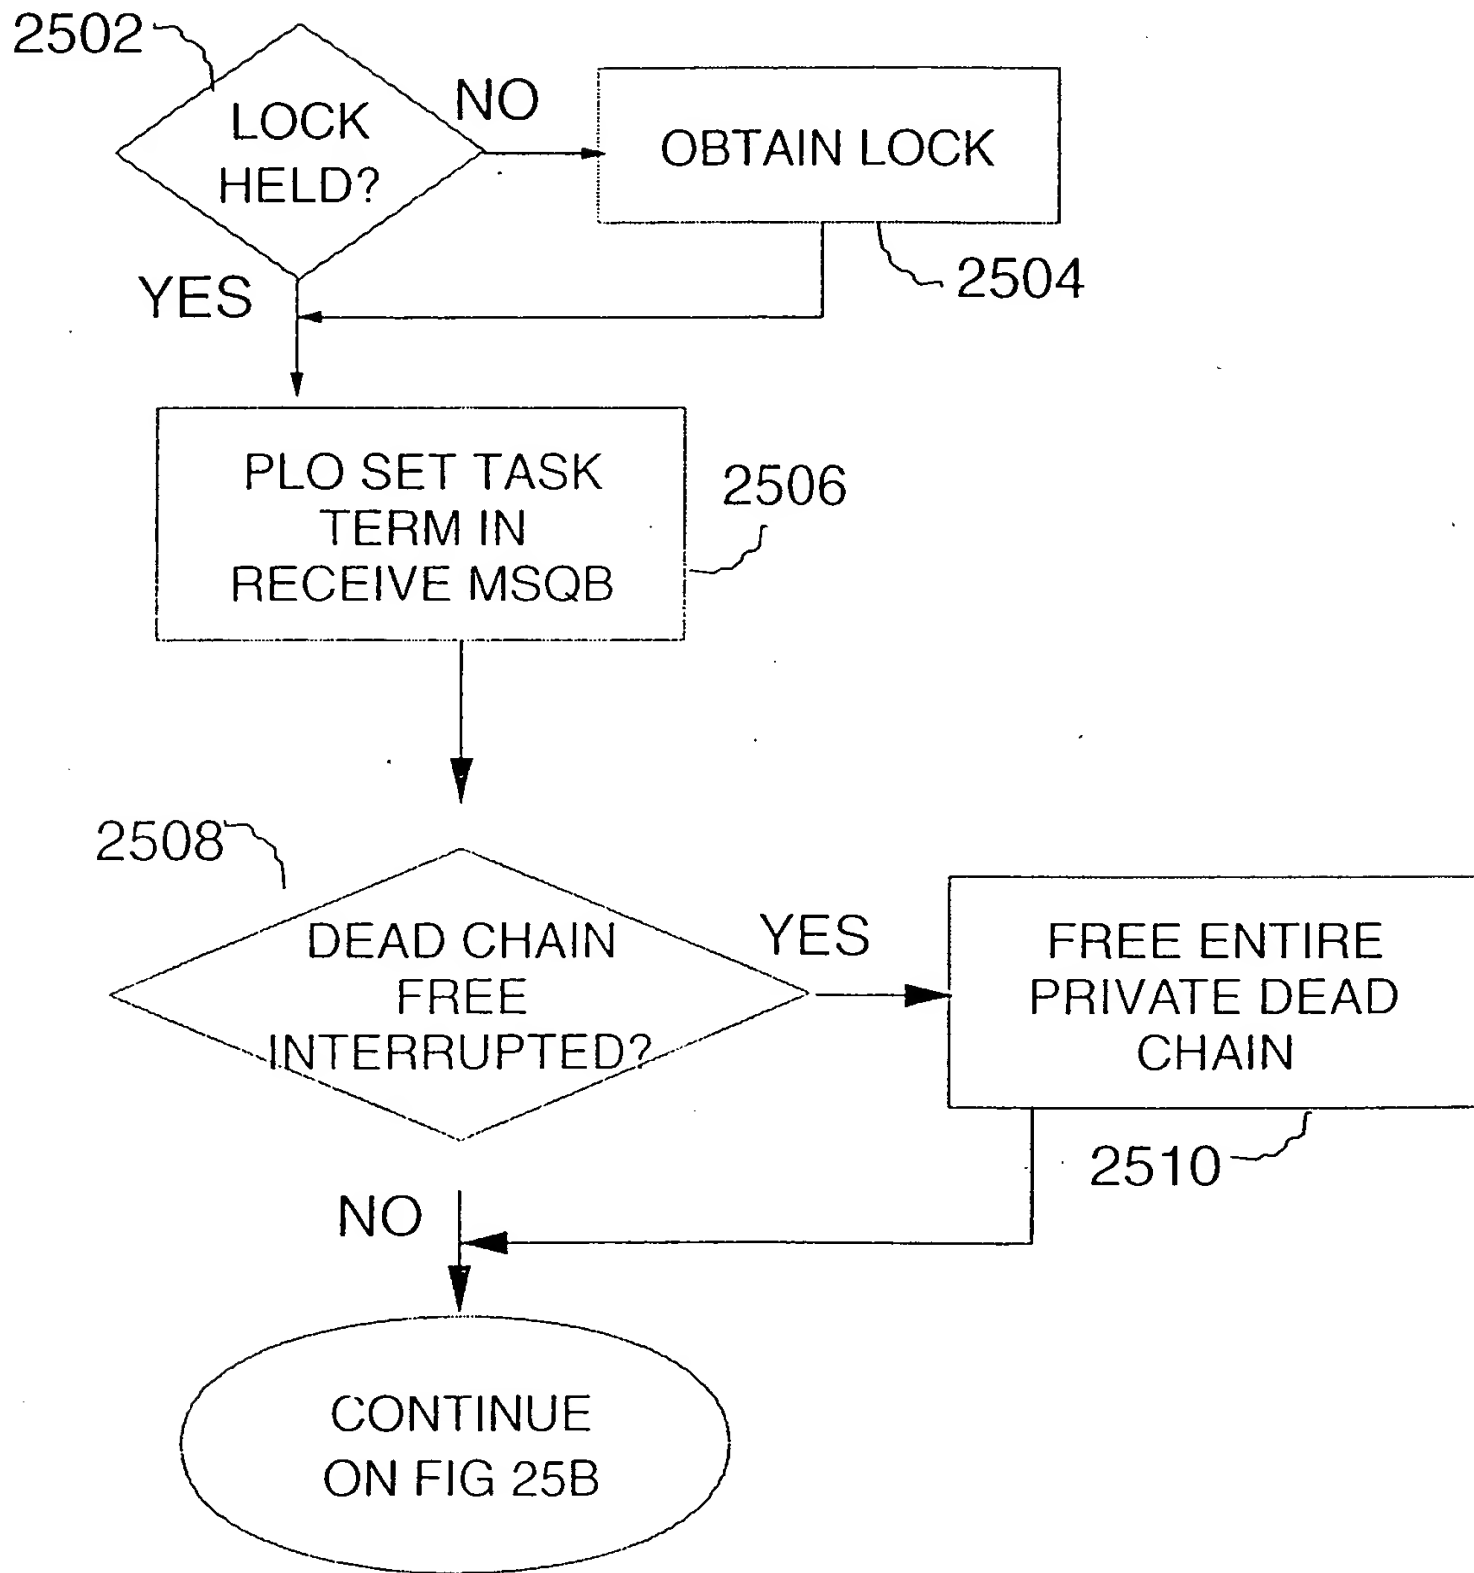 2502
LOCK
HELD?
NO
OBTAIN LOCK
2504
YES
PLO SET TASK
TERM IN
RECEIVE MSQB
2506
2508
DEAD CHAIN
FREE
INTERRUPTED?
YES
FREE ENTIRE
PRIVATE DEAD
CHAIN
2510
NO
CONTINUE
ON FIG 25B